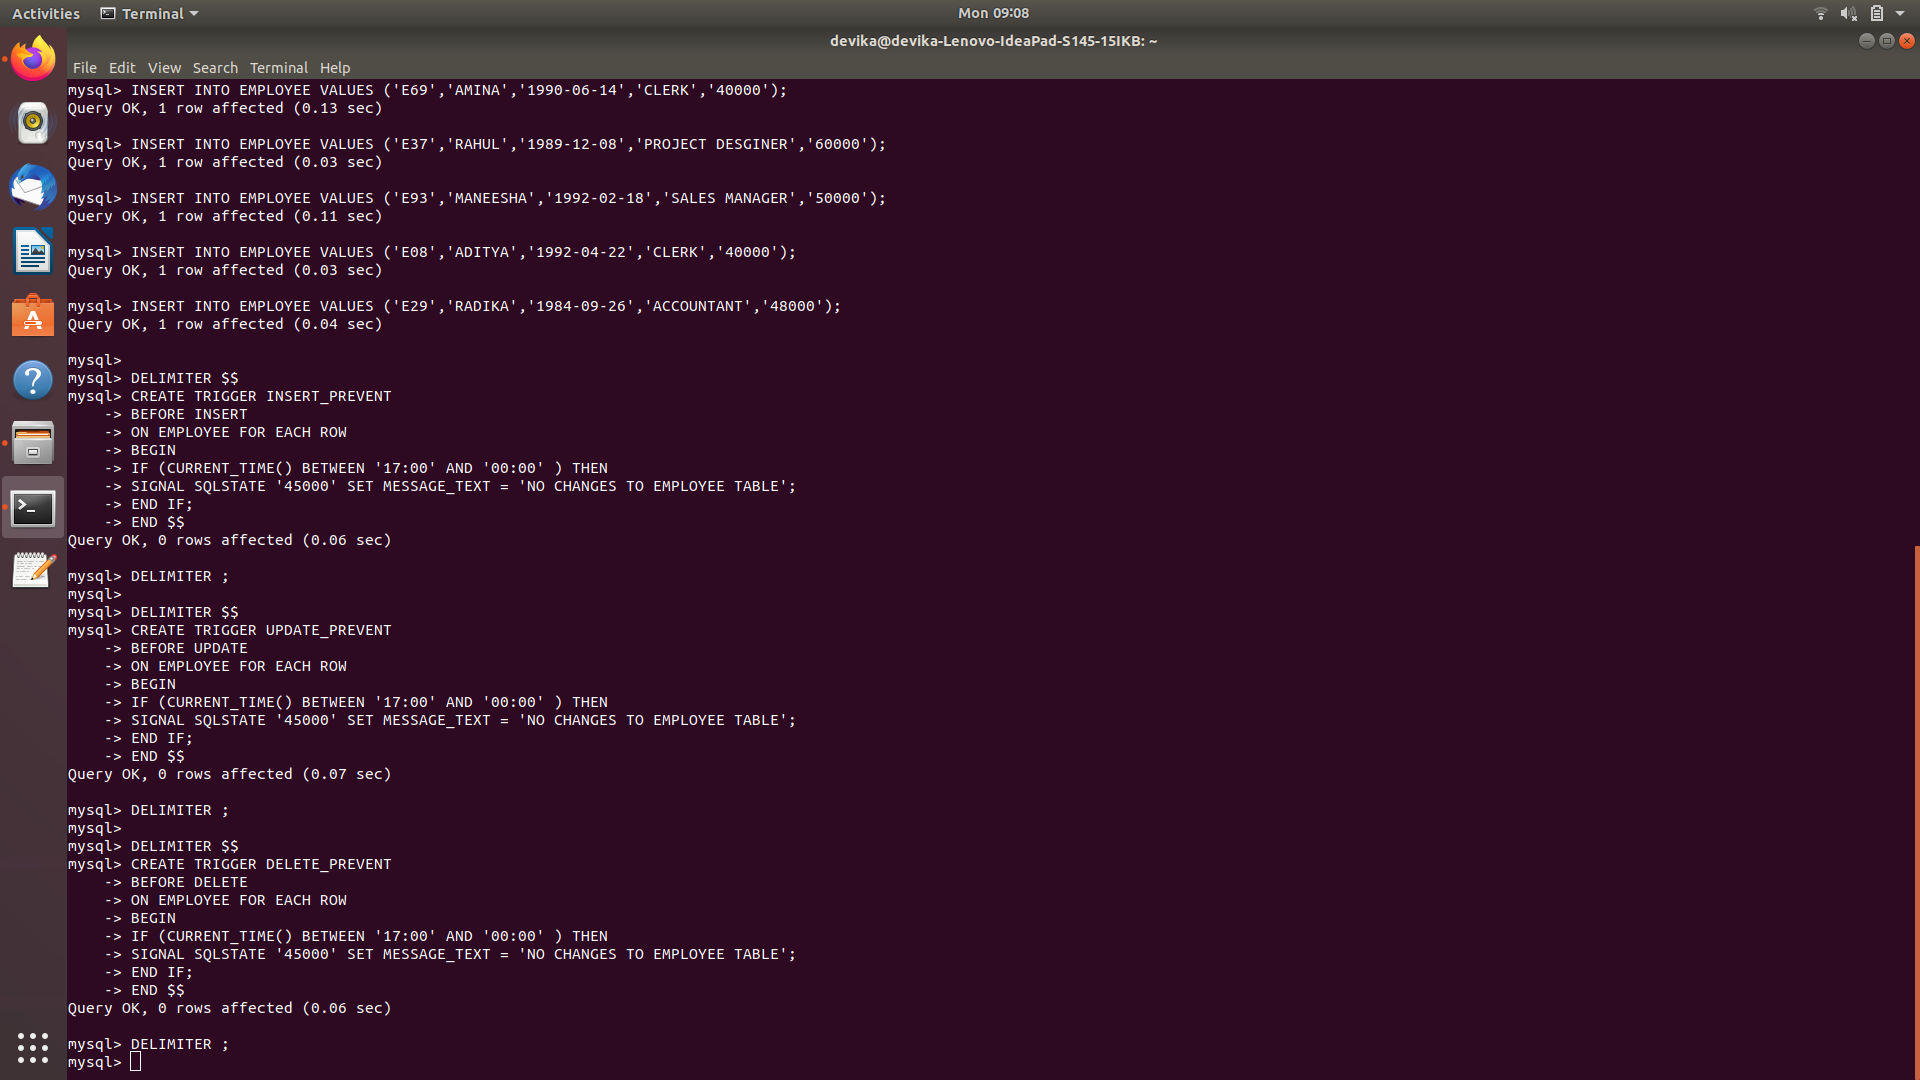 Activities
Terminal
Mon 09:08
devika@devika-Lenovo-IdeaPad-S145-15IKB: ~
File Edit View Search Terminal Help
mysql> INSERT INTO EMPLOYEE VALUES ('E69','AMINA','1990-06-14','CLERK','40000');
Query OK, 1 row affected (0.13 sec)
mysql> INSERT INTO EMPLOYEE VALUES ('E37','RAHUL','1989-12-08','PROJECT DESGINER','60000');
Query OK, 1 row affected (0.03 sec)
mysql> INSERT INTO EMPLOYEE VALUES ('E93','MANEESHA','1992-02-18','SALES MANAGER','50000');
Query OK, 1 row affected (0.11 sec)
mysql> INSERT INTO EMPLOYEE VALUES ('E08','ADITYA','1992-04-22','CLERK','40000');
Query OK, 1 row affected (0.03 sec)
mysql> INSERT INTO EMPLOYEE VALUES ('E29','RADIKA','1984-09-26','ACCOUNTANT','48000');
Query OK, 1 row affected (0.04 sec)
mysql>
mysql> DELIMITER $$
mysql> CREATE TRIGGER INSERT_PREVENT
-> BEFORE INSERT
-> ON EMPLOYEE FOR EACH ROW
-> BEGIN
-> IF (CURRENT_TIME() BETWEEN '17:00' AND '00:00' ) THEN
-> SIGNAL SQLSTATE '45000' SET MESSAGE_TEXT = 'NO CHANGES TO EMPLOYEE TABLE';
-> END IF;
-> END $$
Query OK, 0 rows affected (0.06 sec)
mysql> DELIMITER ;
mysql>
mysql> DELIMITER $$
mysql> CREATE TRIGGER UPDATE_PREVENT
-> BEFORE UPDATE
-> ON EMPLOYEE FOR EACH ROW
-> BEGIN
-> IF (CURRENT_TIME() BETWEEN '17:00' AND '00:00' ) THEN
-> SIGNAL SQLSTATE '45000' SET MESSAGE_TEXT = 'NO CHANGES TO EMPLOYEE TABLE';
-> END IF;
-> END $$
Query OK, 0 rows affected (0.07 sec)
mysql> DELIMITER ;
mysql>
mysql> DELIMITER $$
mysql> CREATE TRIGGER DELETE_PREVENT
-> BEFORE DELETE
-> ON EMPLOYEE FOR EACH ROW
-> BEGIN
-> IF (CURRENT_TIME() BETWEEN '17:00' AND '00:00' ) THEN
-> SIGNAL SQLSTATE '45000' SET MESSAGE_TEXT = 'NO CHANGES TO EMPLOYEE TABLE';
-> END IF;
-> END $$
Query OK, 0 rows affected (0.06 sec)
mysql> DELIMITER ;
mysql>